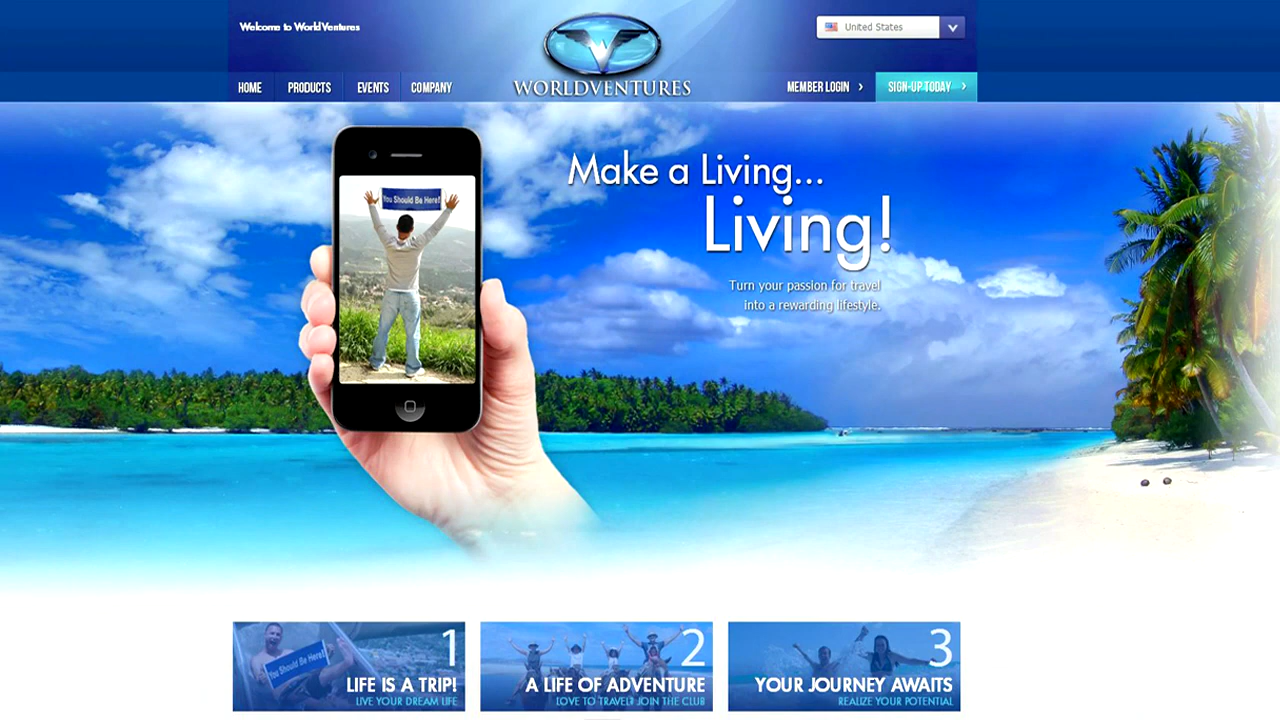 Welcome to WorldVentures
United States
WORLDVENTURES
HOME PRODUCTS EVENTS COMPANY
MEMBER LOGIN SIGN-UP TODAY
You Should Be Here!
Make a Living...
Living!
Turn your passion for travel
into a rewarding lifestyle.
You Should Be Here!
1
LIFE IS A TRIP!
LIVE YOUR DREAM LIFE
2
A LIFE OF ADVENTURE
LOVE TO TRAVEL? JOIN THE CLUB
3
YOUR JOURNEY AWAITS
REALIZE YOUR POTENTIAL